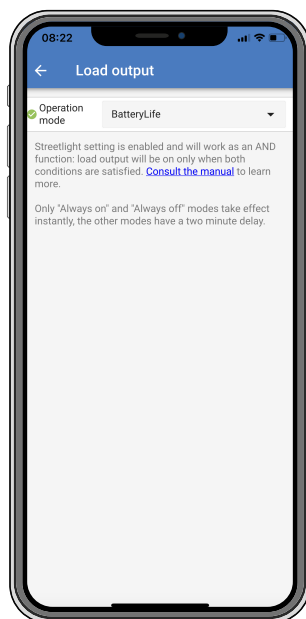 08:22
Load output
Operation
mode
BatteryLife
Streetlight setting is enabled and will work as an AND
function: load output will be on only when both
conditions are satisfied. Consult the manual to learn
more.
Only "Always on" and "Always off" modes take effect
instantly, the other modes have a two minute delay.